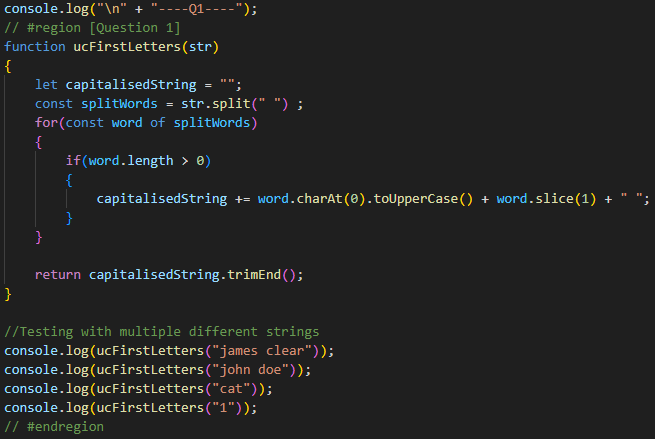 console.log("\n" + "----Q1----");
// #region [Question 1]
function ucFirstLetters(str)
{
    let capitalisedString = "";
    const splitWords = str.split(" ") ;
    for(const word of splitWords)
    {
        if(word.length > 0)
        {
            capitalisedString += word.charAt(0).toUpperCase() + word.slice(1) + " ";
        }
    }

    return capitalisedString.trimEnd();
}

//Testing with multiple different strings
console.log(ucFirstLetters("james clear"));
console.log(ucFirstLetters("john doe"));
console.log(ucFirstLetters("cat"));
console.log(ucFirstLetters("1"));
// #endregion